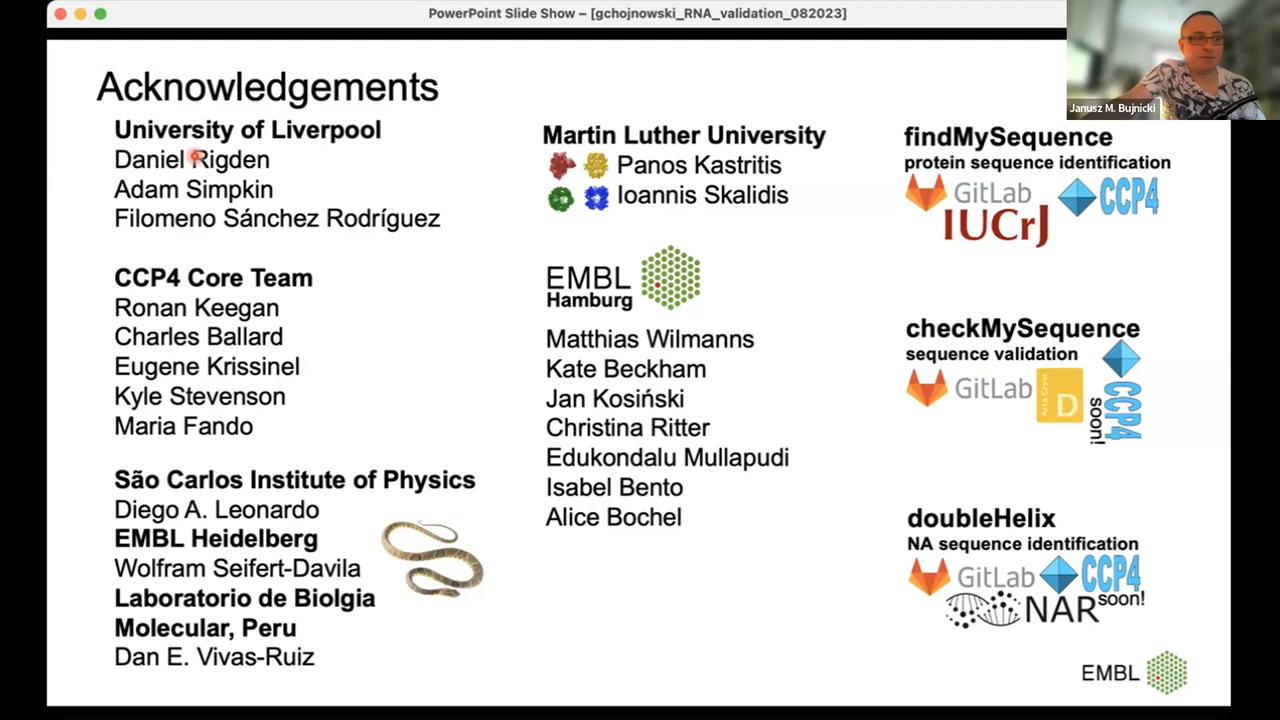 PowerPoint Slide Show – [gchojnowski_RNA_validation_082023]
Janusz M. Bujnicki
Acknowledgements
University of Liverpool
Daniel Rigden
Adam Simpkin
Filomeno Sánchez Rodríguez
CCP4 Core Team
Ronan Keegan
Charles Ballard
Eugene Krissinel
Kyle Stevenson
Maria Fando
São Carlos Institute of Physics
Diego A. Leonardo
EMBL Heidelberg
Wolfram Seifert-Davila
Laboratorio de Biolgia
Molecular, Peru
Dan E. Vivas-Ruiz
Martin Luther University
Panos Kastritis
Ioannis Skalidis
EMBL
Hamburg
Matthias Wilmanns
Kate Beckham
Jan Kosiński
Christina Ritter
Edukondalu Mullapudi
Isabel Bento
Alice Bochel
findMySequence
protein sequence identification
GitLab CCP4
IUCrJ
checkMySequence
sequence validation
GitLab Acta Cryst D CCP4 soon!
doubleHelix
NA sequence identification
GitLab CCP4
NAR soon!
EMBL